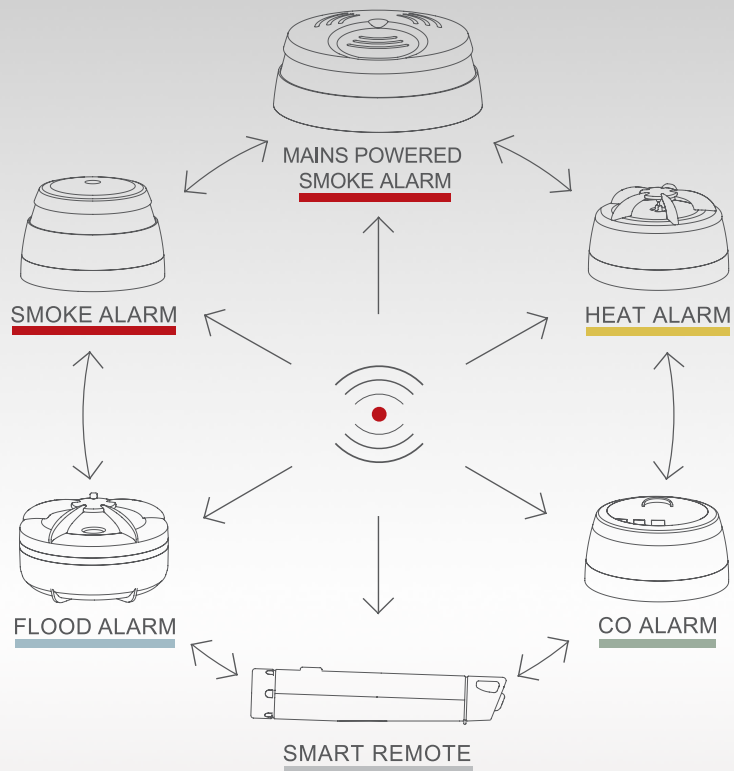 MAINS POWERED
SMOKE ALARM
SMOKE ALARM
HEAT ALARM
FLOOD ALARM
CO ALARM
SMART REMOTE